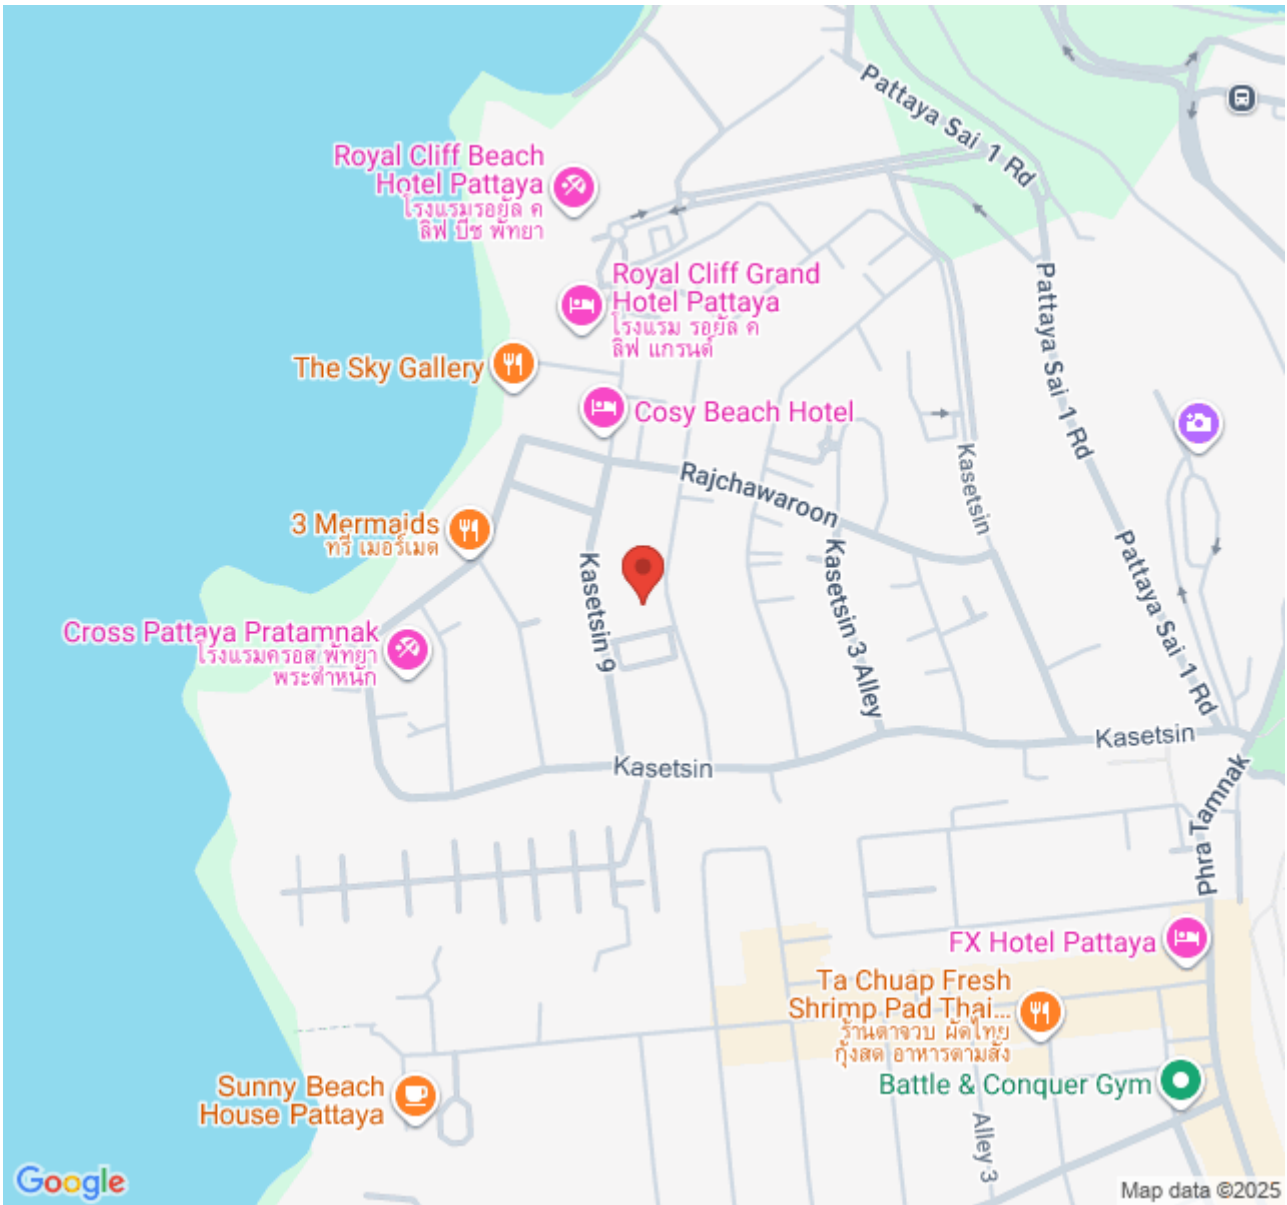 Pattaya Sai 1 Rd
Royal Cliff Beach
Hotel Pattaya
โรงแรมรอยัล ค
ลิฟ บีช พัทยา
Royal Cliff Grand
Hotel Pattaya
โรงแรม รอยัล ค
ลิฟ แกรนด์
Pattaya Sai 1 Rd
The Sky Gallery
Cosy Beach Hotel
Kasetsin
Rajchawaroon
3 Mermaids
ทรี เมอร์เมด
Kasetsin 9
Kasetsin 3 Alley
Pattaya Sai 1 Rd
Cross Pattaya Pratamnak
โรงแรมครอส พัทยา
พระตำหนัก
Kasetsin
Kasetsin
Phra Tamnak
FX Hotel Pattaya
Ta Chuap Fresh
Shrimp Pad Thai...
ร้านตาจวบ ผัดไทย
กุ้งสด อาหารตามสั่ง
Sunny Beach
House Pattaya
Battle & Conquer Gym
Alley 3
Google
Map data ©2025